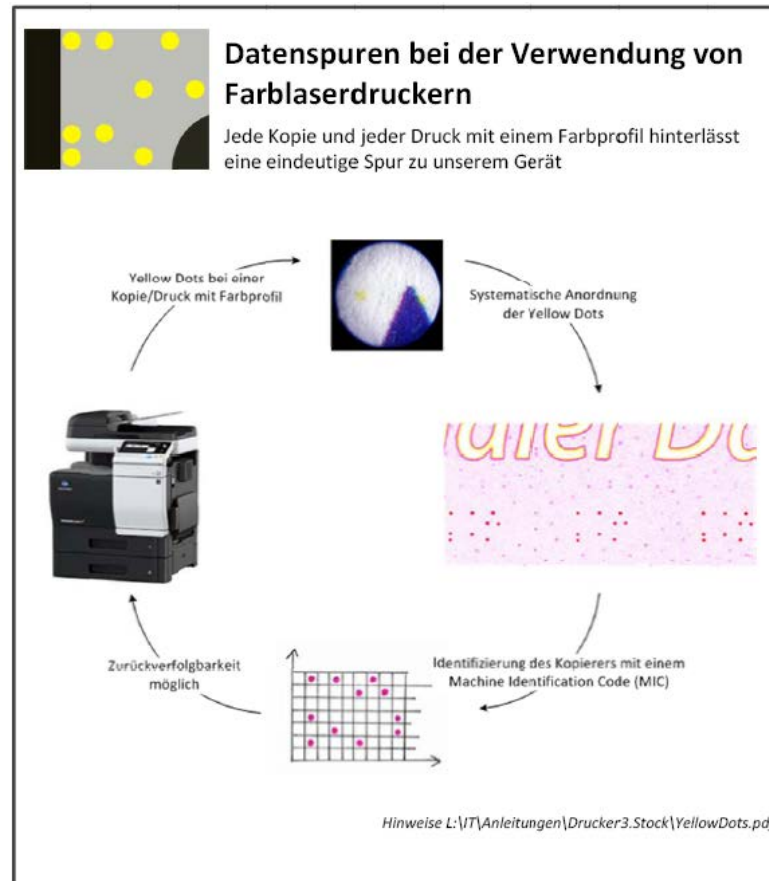 Datenspuren bei der Verwendung von
Farblaserdruckern
Jede Kopie und jeder Druck mit einem Farbprofil hinterlässt
eine eindeutige Spur zu unserem Gerät
Yellow Dots bei einer
Kopie/Druck mit Farbprofil
Systematische Anordnung
der Yellow Dots
Identifizierung des Kopierers mit einem
Machine Identification Code (MIC)
Zurückverfolgbarkeit
möglich
Hinweise L:\IT\Anleitungen\Drucker3.Stock\YellowDots.pd